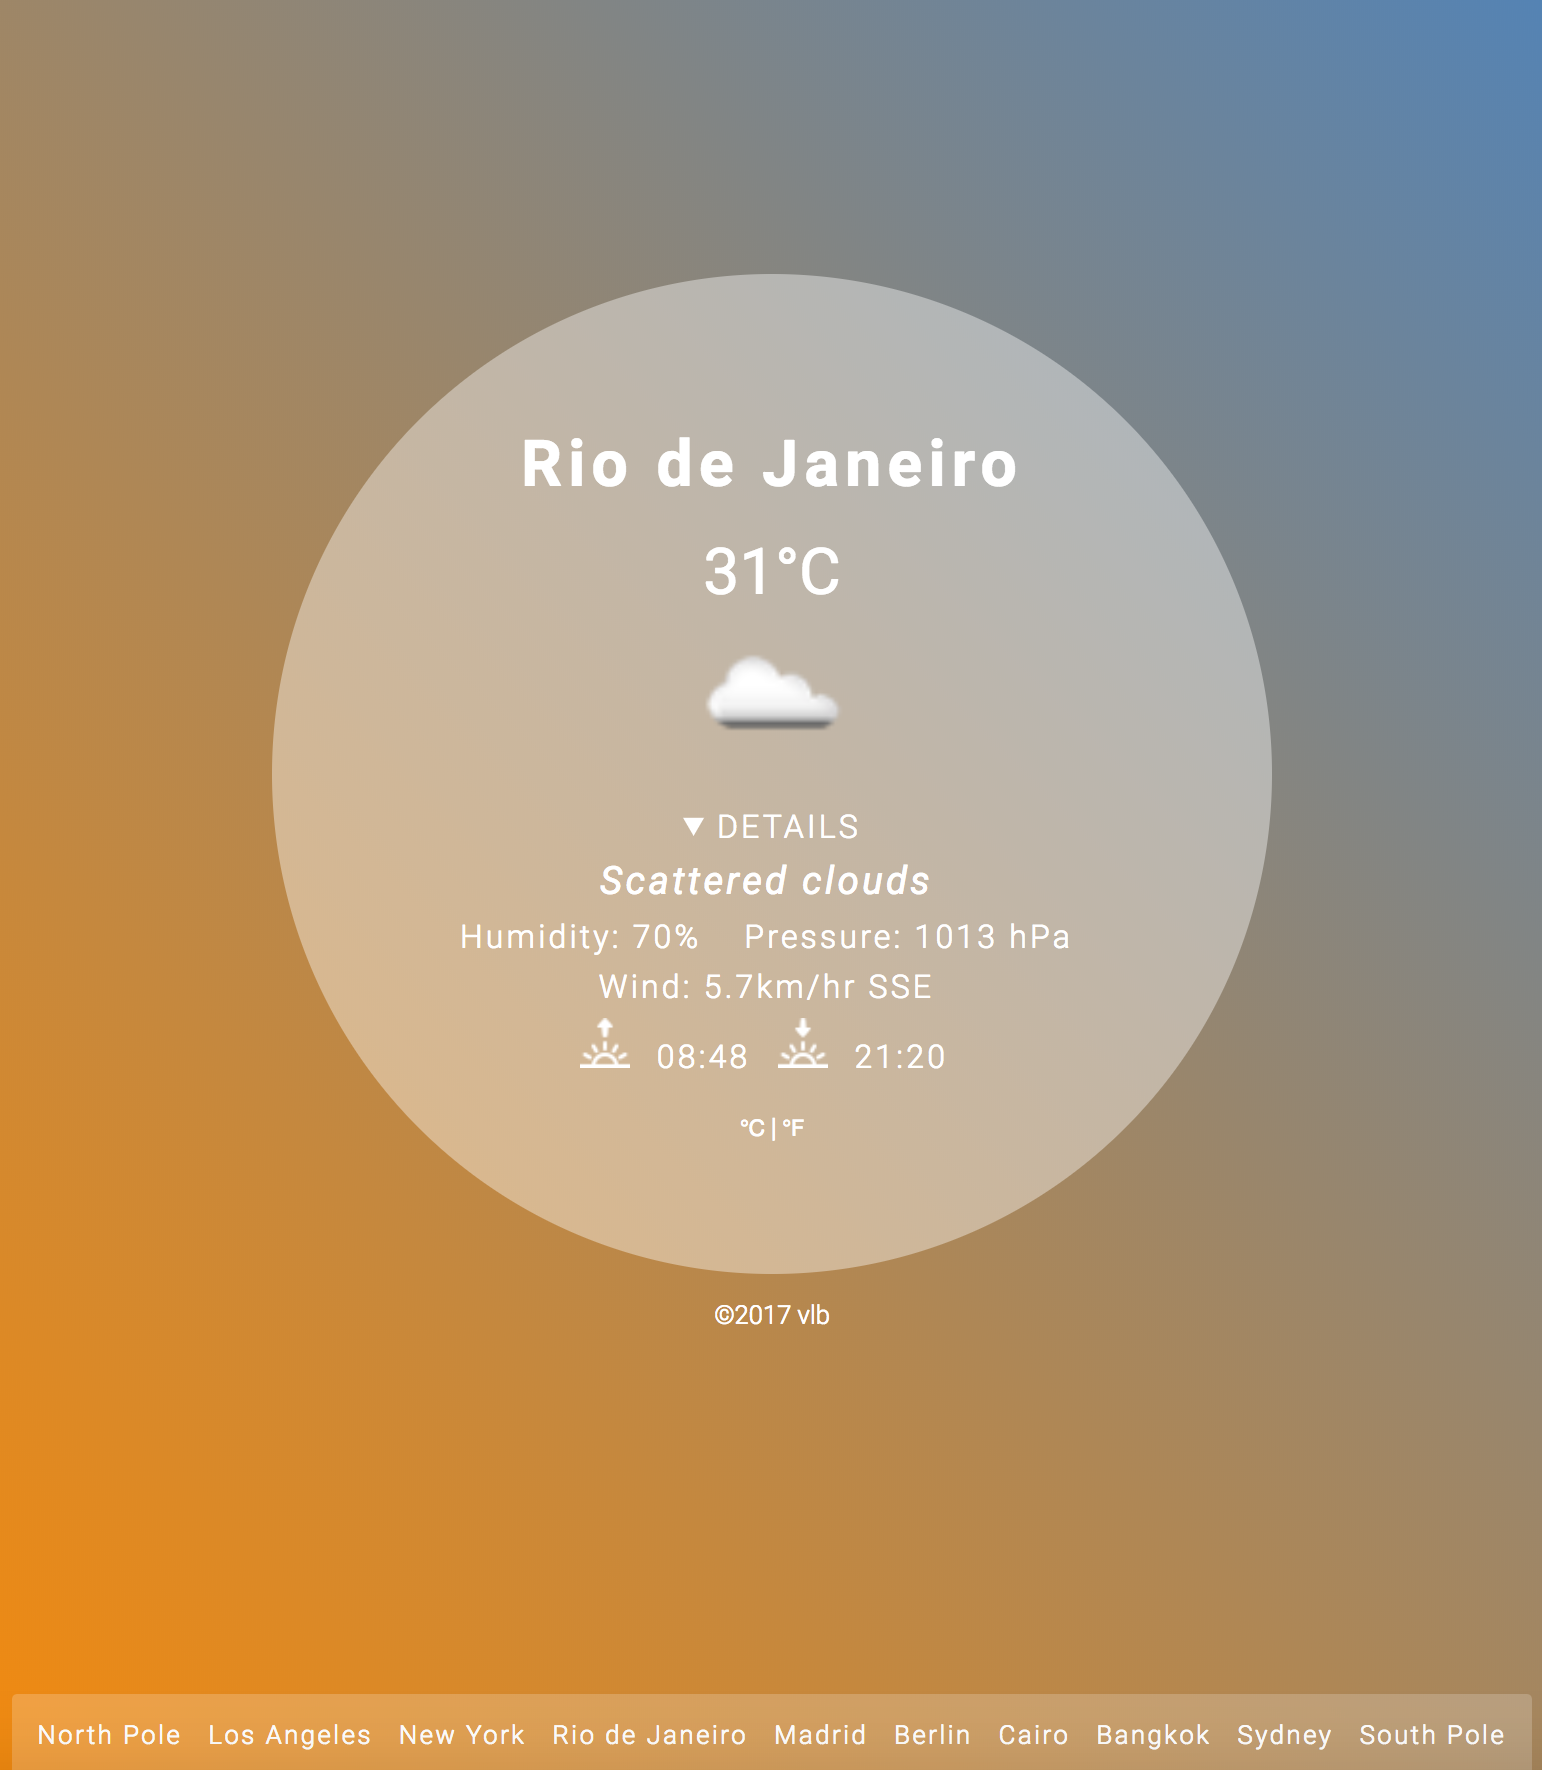 Rio de Janeiro
31°C
▼ DETAILS
Scattered clouds
Humidity: 70% Pressure: 1013 hPa
Wind: 5.7km/hr SSE
08:48 21:20
°C | °F
©2017 vlb
North Pole Los Angeles New York Rio de Janeiro Madrid Berlin Cairo Bangkok Sydney South Pole